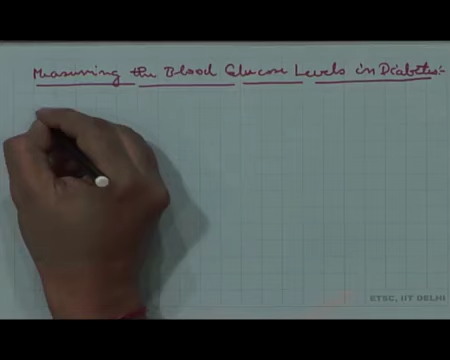 Measuring the Blood Glucose Levels in Diabetes:-
ETSC, IIT DELHI